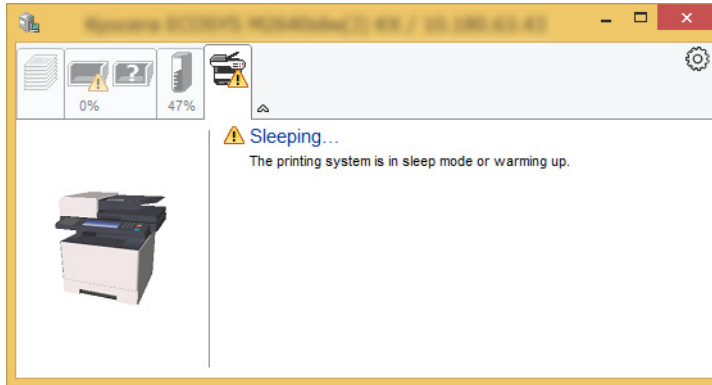 0%
47%
Sleeping...
The printing system is in sleep mode or warming up.